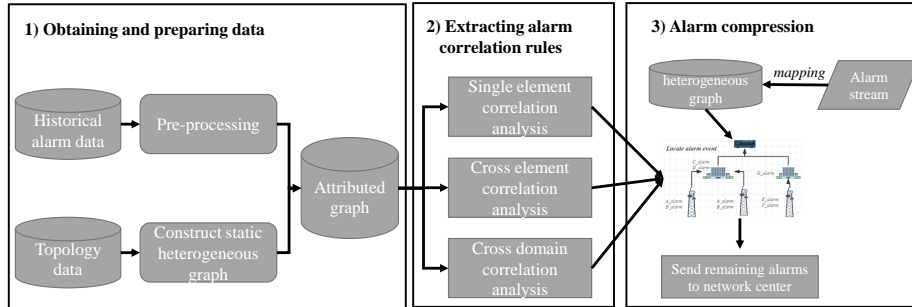 1) Obtaining and preparing data
Historical
alarm data
Pre-processing
Topology
data
Construct static
heterogeneous
graph
Attributed
graph
2) Extracting alarm
correlation rules
Single element
correlation
analysis
Cross element
correlation
analysis
Cross domain
correlation
analysis
3) Alarm compression
heterogeneous
graph
mapping
Alarm
stream
Locate alarm event
C_alarm
D_alarm
G_alarm
A_alarm
B_alarm
A_alarm
B_alarm
E_alarm
F_alarm
Send remaining alarms
to network center